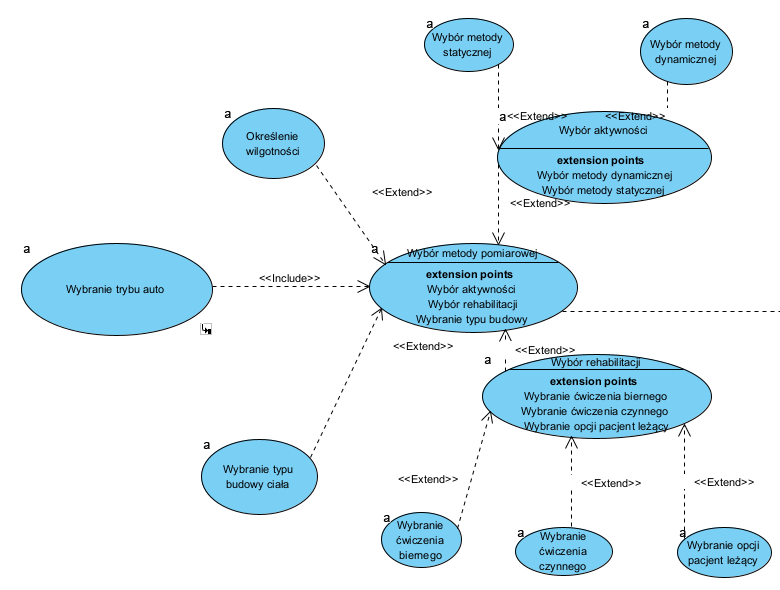 a
Wybór metody
statycznej
a
Wybór metody
dynamicznej
a
<<Extend>>
<<Extend>>
Wybór aktywności
extension points
Wybór metody dynamicznej
Wybór metody statycznej
a
Określenie
wilgotności
<<Extend>>
<<Extend>>
a
Wybranie trybu auto
<<Include>>
a
Wybór metody pomiarowej
extension points
Wybór aktywności
Wybór rehabilitacji
Wybranie typu budowy
<<Extend>>
<<Extend>>
a
Wybór rehabilitacji
extension points
Wybranie ćwiczenia biernego
Wybranie ćwiczenia czynnego
Wybranie opcji pacjent leżący
a
Wybranie typu
budowy ciała
<<Extend>>
<<Extend>>
<<Extend>>
a
Wybranie
ćwiczenia
biernego
a
Wybranie
ćwiczenia
czynnego
a
Wybranie opcji
pacjent leżący